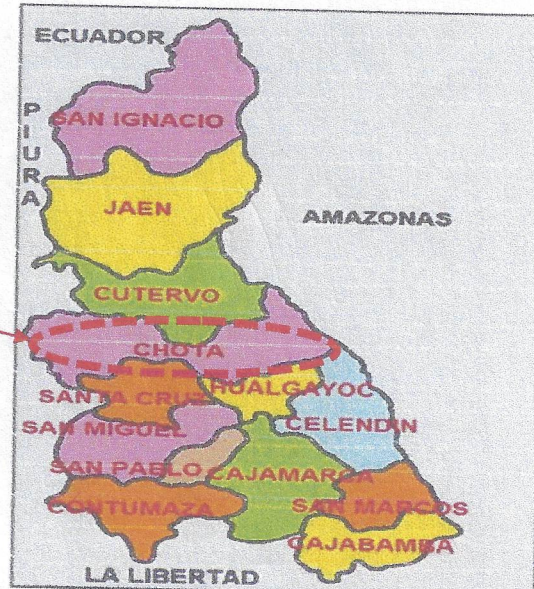 ECUADOR
PIURA
SAN IGNACIO
JAEN
AMAZONAS
CUTERVO
CHOTA
HUALGAYOC
SANTA CRUZ
CELENDIN
SAN MIGUEL
SAN PABLO
CAJAMARCA
CONTUMAZA
SAN MARCOS
CAJABAMBA
LA LIBERTAD